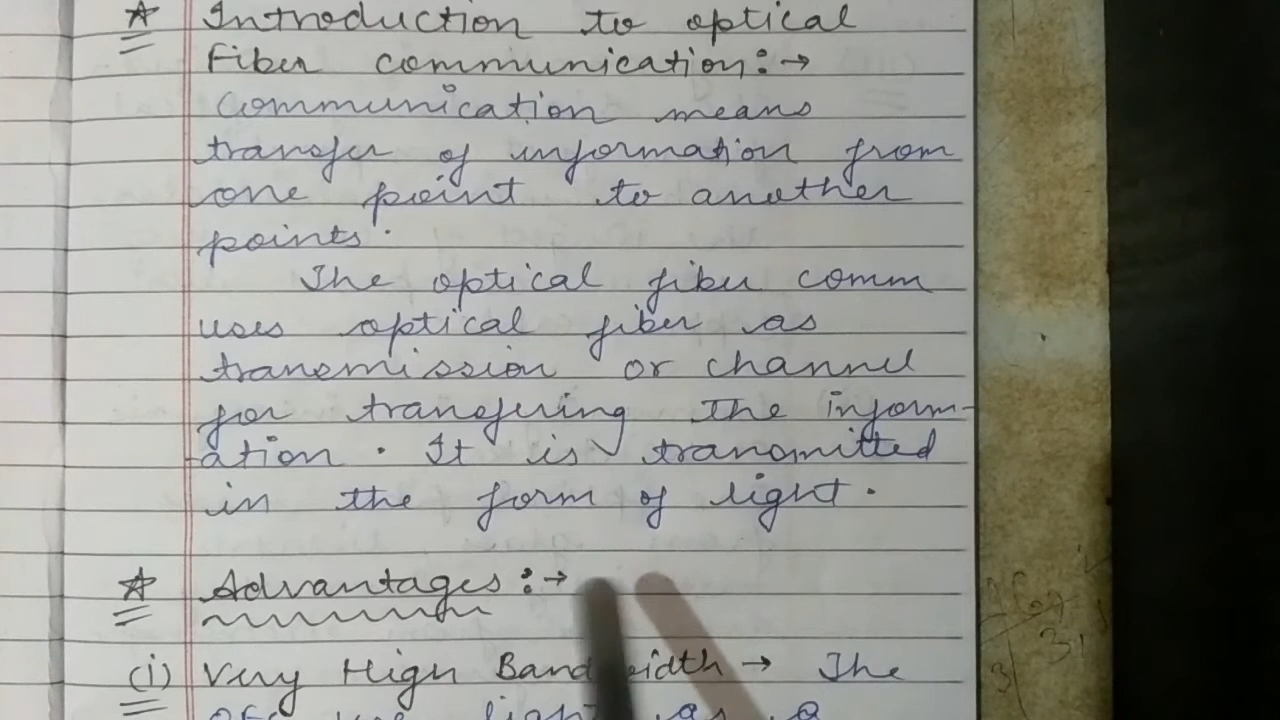 ☆ Introduction to optical
Fiber communication:→
Communication means
transfer of information from
one point to another
points.
The optical fiber comm
uses optical fiber as
transmission or channel
for transfering the inform-
ation. It is transmitted
in the form of light.
☆ Advantages:→
(i) Very High Bandwidth → The
light as a